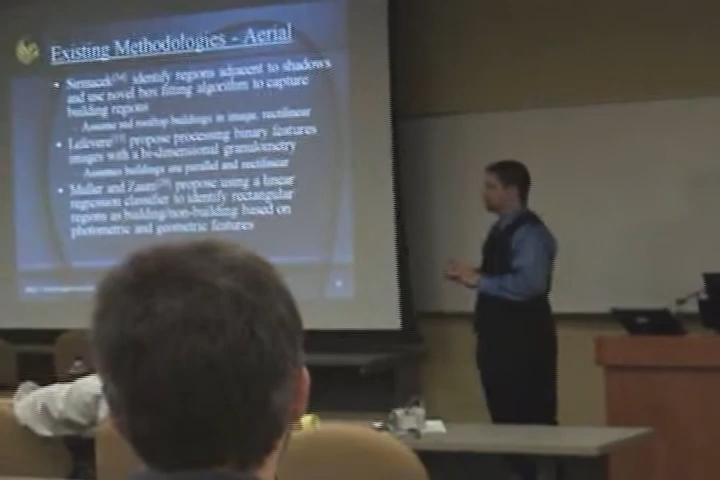 Existing Methodologies - Aerial
identify regions adjacent to shadows
and use novel box fitting algorithm to capture
building regions
Assume red rooftop buildings in image, rectilinear
propose processing binary features
images with a bi-dimensional granulometry
Assumes buildings are parallel and rectilinear
Muller and propose using a linear
regression classifier to identify rectangular
regions as building/non-building based on
photometric and geometric features